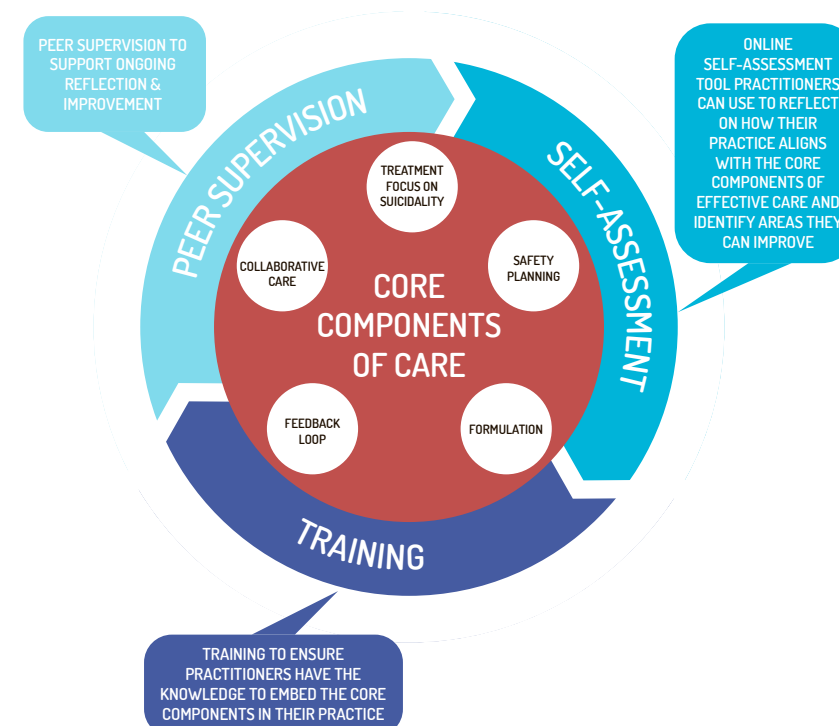 PEER SUPERVISION TO
SUPPORT ONGOING
REFLECTION &
IMPROVEMENT
ONLINE
SELF-ASSESSMENT
TOOL PRACTITIONERS
CAN USE TO REFLECT
ON HOW THEIR
PRACTICE ALIGNS
WITH THE CORE
COMPONENTS OF
EFFECTIVE CARE AND
IDENTIFY AREAS THEY
CAN IMPROVE
PEER SUPERVISION
SELF-ASSESSMENT
TREATMENT
FOCUS ON
SUICIDALITY
COLLABORATIVE
CARE
SAFETY
PLANNING
CORE
COMPONENTS
OF CARE
FEEDBACK
LOOP
FORMULATION
TRAINING
TRAINING TO ENSURE
PRACTITIONERS HAVE THE
KNOWLEDGE TO EMBED THE CORE
COMPONENTS IN THEIR PRACTICE